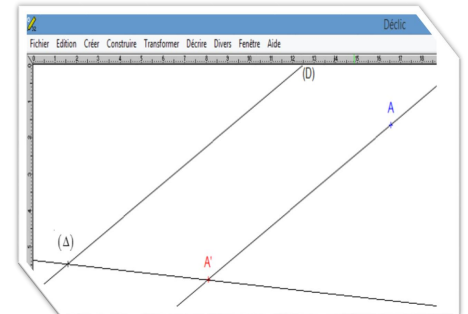 Déclic
Fichier Edition Créer Construire Transformer Décrire Divers Fenêtre Aide
(D)
A
(Δ)
A'